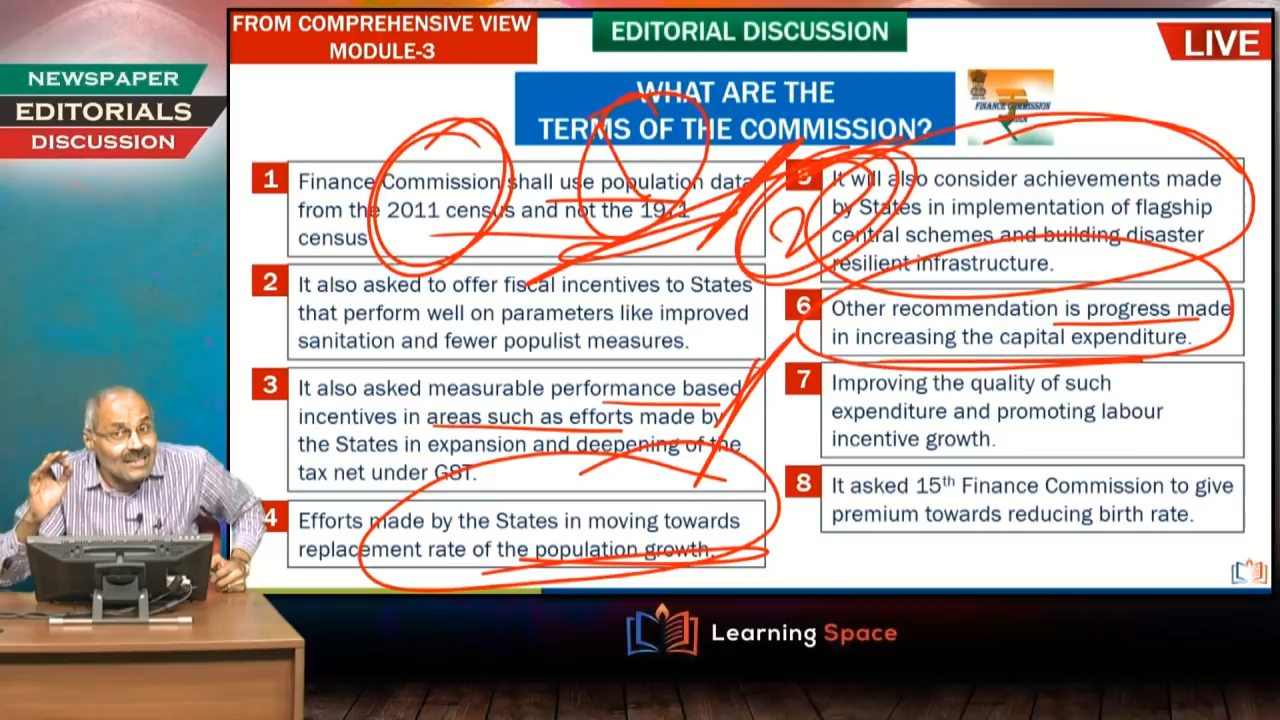 FROM COMPREHENSIVE VIEW
MODULE-3
EDITORIAL DISCUSSION
LIVE
NEWSPAPER
EDITORIALS
DISCUSSION
WHAT ARE THE
TERMS OF THE COMMISSION?
FINANCE COMMISSION
1 Finance Commission shall use population data
from the 2011 census and not the 1971
census
2 It also asked to offer fiscal incentives to States
that perform well on parameters like improved
sanitation and fewer populist measures.
3 It also asked measurable performance based
incentives in areas such as efforts made by
the States in expansion and deepening of the
tax net under GST.
4 Efforts made by the States in moving towards
replacement rate of the population growth.
5 It will also consider achievements made
by States in implementation of flagship
central schemes and building disaster
resilient infrastructure.
2
6 Other recommendation is progress made
in increasing the capital expenditure.
7 Improving the quality of such
expenditure and promoting labour
incentive growth.
8 It asked 15th Finance Commission to give
premium towards reducing birth rate.
Learning Space